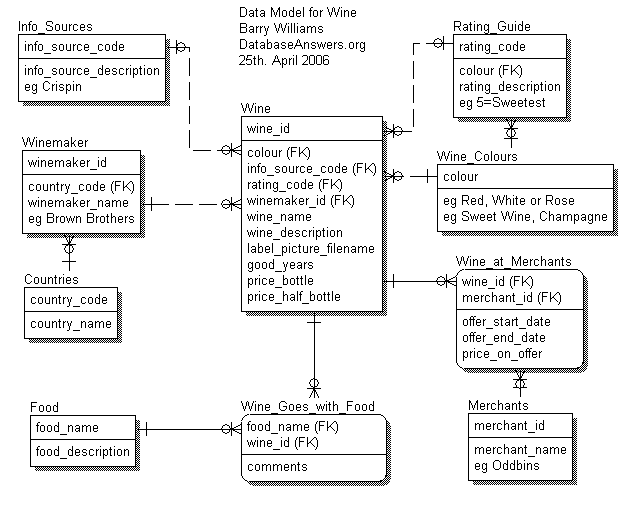 Data Model for Wine
Barry Williams
DatabaseAnswers.org
25th. April 2006
Info_Sources
info_source_code
info_source_description
eg Crispin
Rating_Guide
rating_code
colour (FK)
rating_description
eg 5=Sweetest
Wine
wine_id
colour (FK)
info_source_code (FK)
rating_code (FK)
winemaker_id (FK)
wine_name
wine_description
label_picture_filename
good_years
price_bottle
price_half_bottle
Winemaker
winemaker_id
country_code (FK)
winemaker_name
eg Brown Brothers
Wine_Colours
colour
eg Red, White or Rose
eg Sweet Wine, Champagne
Countries
country_code
country_name
Wine_at_Merchants
wine_id (FK)
merchant_id (FK)
offer_start_date
offer_end_date
price_on_offer
Food
food_name
food_description
Wine_Goes_with_Food
food_name (FK)
wine_id (FK)
comments
Merchants
merchant_id
merchant_name
eg Oddbins